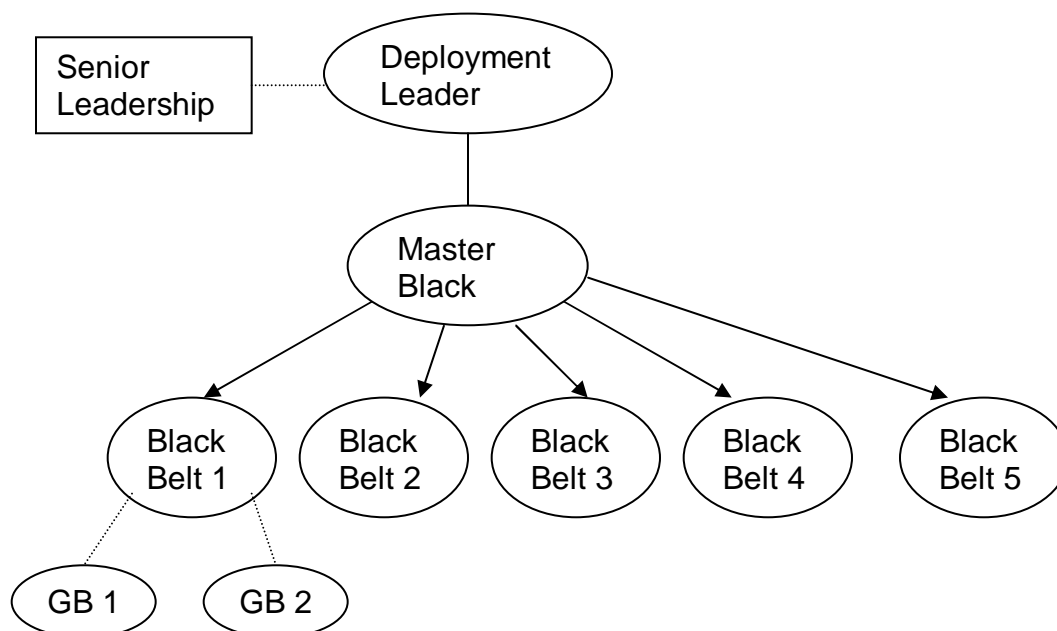 Senior
Leadership
Deployment
Leader
Master
Black
Black
Belt 1
Black
Belt 2
Black
Belt 3
Black
Belt 4
Black
Belt 5
GB 1
GB 2